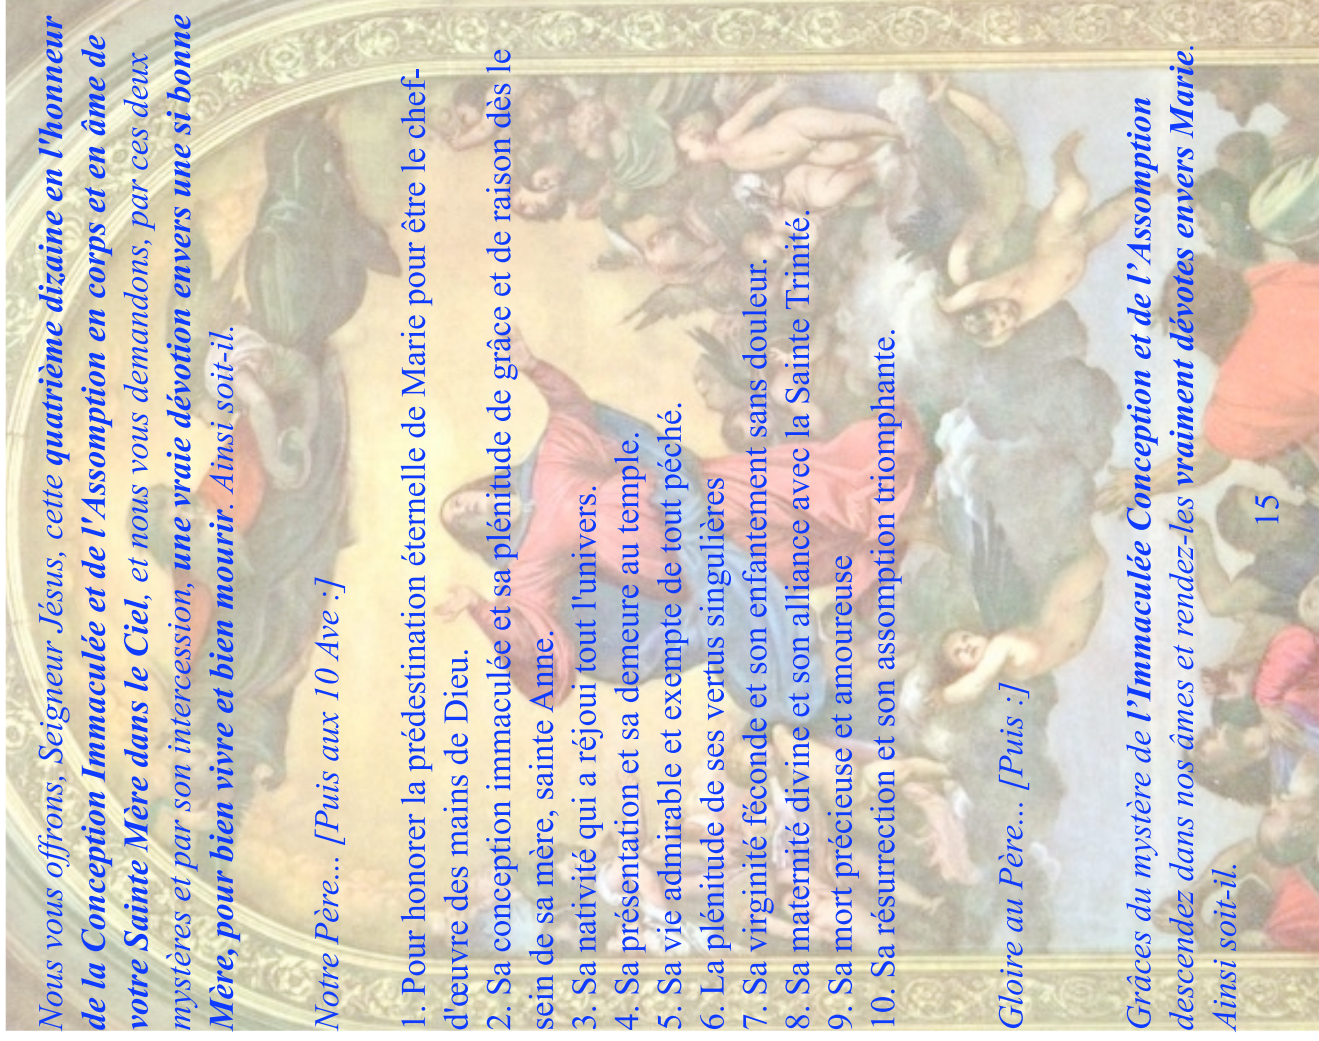 Nous vous offrons, Seigneur Jésus, cette quatrième dizaine en l'honneur
de la Conception Immaculée et de l'Assomption en corps et en âme de
votre Sainte Mère dans le Ciel, et nous vous demandons, par ces deux
mystères et par son intercession, une vraie dévotion envers une si bonne
Mère, pour bien vivre et bien mourir. Ainsi soit-il.
Notre Père... [Puis aux 10 Ave :]
1. Pour honorer la prédestination éternelle de Marie pour être le chef-
d'œuvre des mains de Dieu.
2. Sa conception immaculée et sa plénitude de grâce et de raison dès le
sein de sa mère, sainte Anne.
3. Sa nativité qui a réjoui tout l'univers.
4. Sa présentation et sa demeure au temple.
5. Sa vie admirable et exempte de tout péché.
6. La plénitude de ses vertus singulières
7. Sa virginité féconde et son enfantement sans douleur.
8. Sa maternité divine et son alliance avec la Sainte Trinité.
9. Sa mort précieuse et amoureuse
10. Sa résurrection et son assomption triomphante.
Gloire au Père... [Puis :]
Grâces du mystère de l'Immaculée Conception et de l’Assomption
descendez dans nos âmes et rendez-les vraiment dévotes envers Marie.
Ainsi soit-il.
15